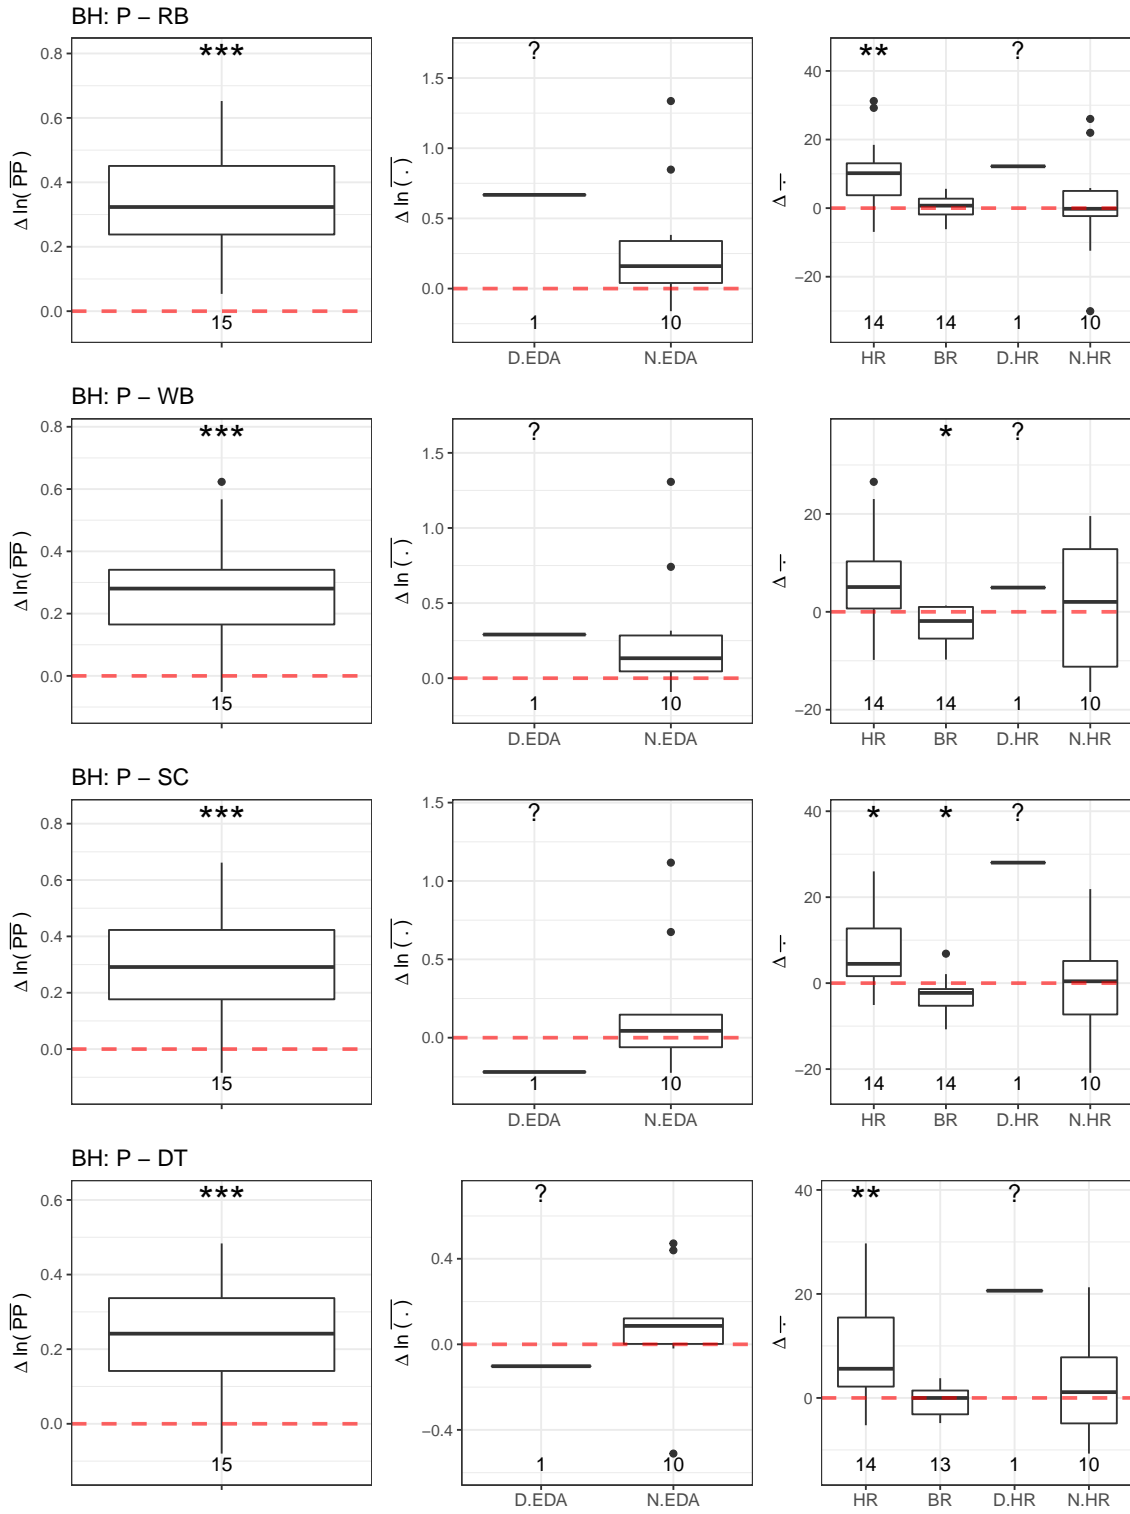 BH: P − RB
Δ ln( PP )
0.8
0.6
0.4
0.2
0.0
***
15
Δ ln ( . )
1.5
1.0
0.5
0.0
?
1
10
D.EDA
N.EDA
Δ .
40
20
0
−20
**
?
14
14
1
10
HR
BR
D.HR
N.HR
BH: P − WB
Δ ln( PP )
0.8
0.6
0.4
0.2
0.0
***
15
Δ ln ( . )
1.5
1.0
0.5
0.0
?
1
10
D.EDA
N.EDA
Δ .
20
0
−20
*
?
14
14
1
10
HR
BR
D.HR
N.HR
BH: P − SC
Δ ln( PP )
0.8
0.6
0.4
0.2
0.0
***
15
Δ ln ( . )
1.5
1.0
0.5
0.0
?
1
10
D.EDA
N.EDA
Δ .
40
20
0
−20
*
*
?
14
14
1
10
HR
BR
D.HR
N.HR
BH: P − DT
Δ ln( PP )
0.6
0.4
0.2
0.0
***
15
Δ ln ( . )
0.4
0.0
−0.4
?
1
10
D.EDA
N.EDA
Δ .
40
20
0
**
?
14
13
1
10
HR
BR
D.HR
N.HR